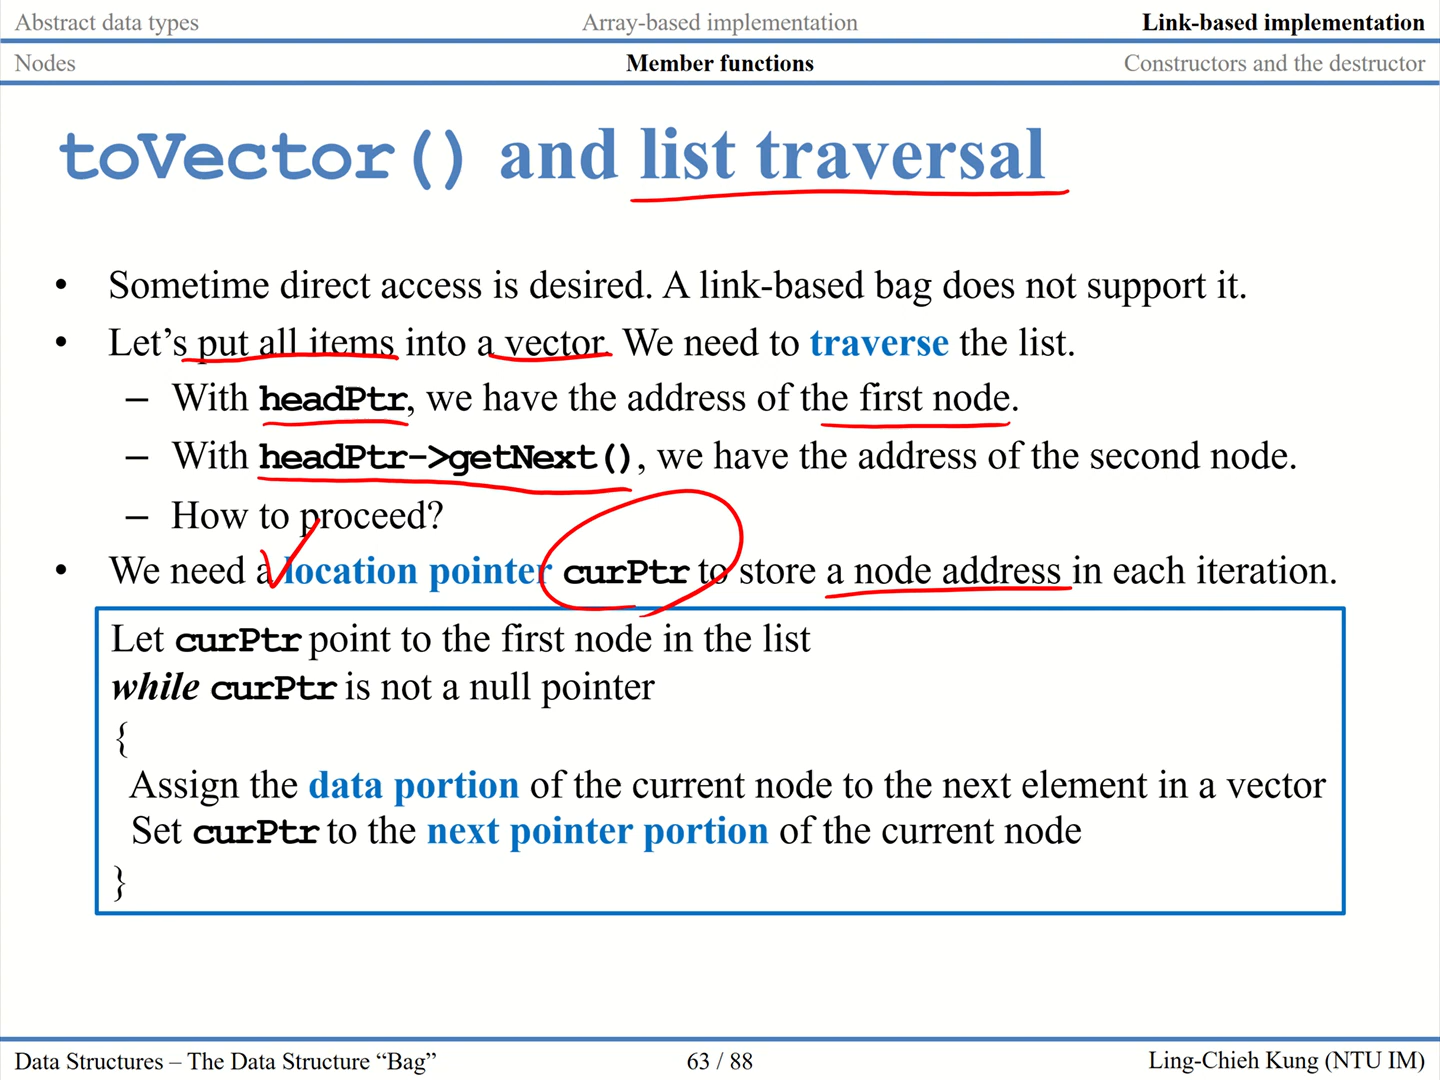 Abstract data types Array-based implementation Link-based implementation
Nodes Member functions Constructors and the destructor
toVector() and list traversal
• Sometime direct access is desired. A link-based bag does not support it.
• Let’s put all items into a vector. We need to traverse the list.
– With headPtr, we have the address of the first node.
– With headPtr->getNext(), we have the address of the second node.
– How to proceed?
• We need a location pointer curPtr to store a node address in each iteration.
Let curPtr point to the first node in the list
while curPtr is not a null pointer
{
Assign the data portion of the current node to the next element in a vector
Set curPtr to the next pointer portion of the current node
}
Data Structures – The Data Structure “Bag” 63 / 88 Ling-Chieh Kung (NTU IM)